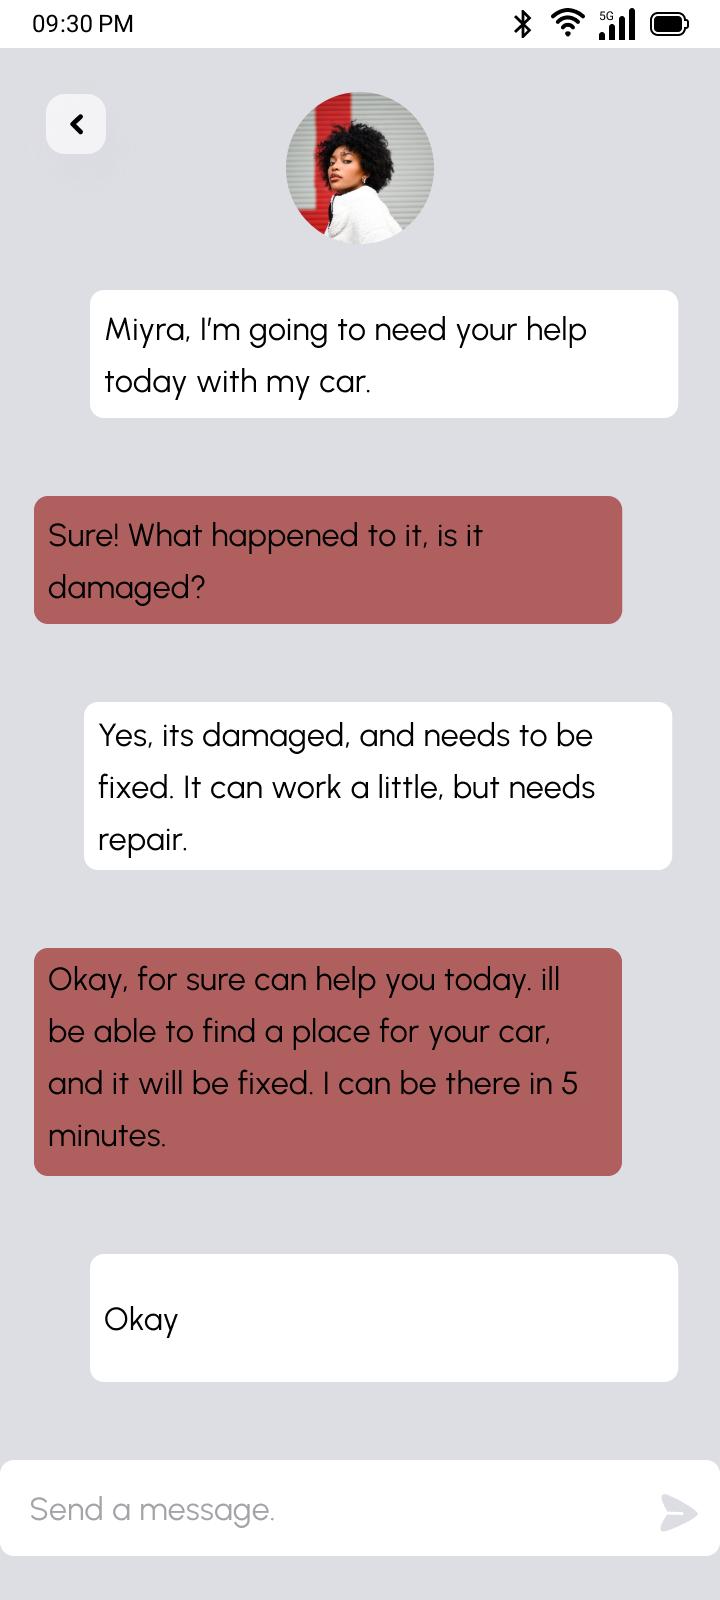 09:30 PM
5G
Miyra, I'm going to need your help
today with my car.
Sure! What happened to it, is it
damaged?
Yes, its damaged, and needs to be
fixed. It can work a little, but needs
repair.
Okay, for sure can help you today. ill
be able to find a place for your car,
and it will be fixed. I can be there in 5
minutes.
Okay
Send a message.